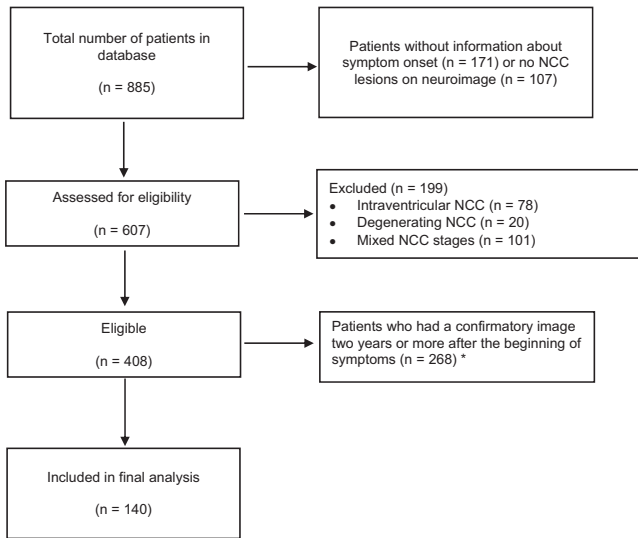 Total number of patients in
database
(n = 885)
Patients without information about
symptom onset (n = 171) or no NCC
lesions on neuroimage (n = 107)
Assessed for eligibility
(n = 607)
Excluded (n = 199)
• Intraventricular NCC (n = 78)
• Degenerating NCC (n = 20)
• Mixed NCC stages (n = 101)
Eligible
(n = 408)
Patients who had a confirmatory image
two years or more after the beginning of
symptoms (n = 268) *
Included in final analysis
(n = 140)